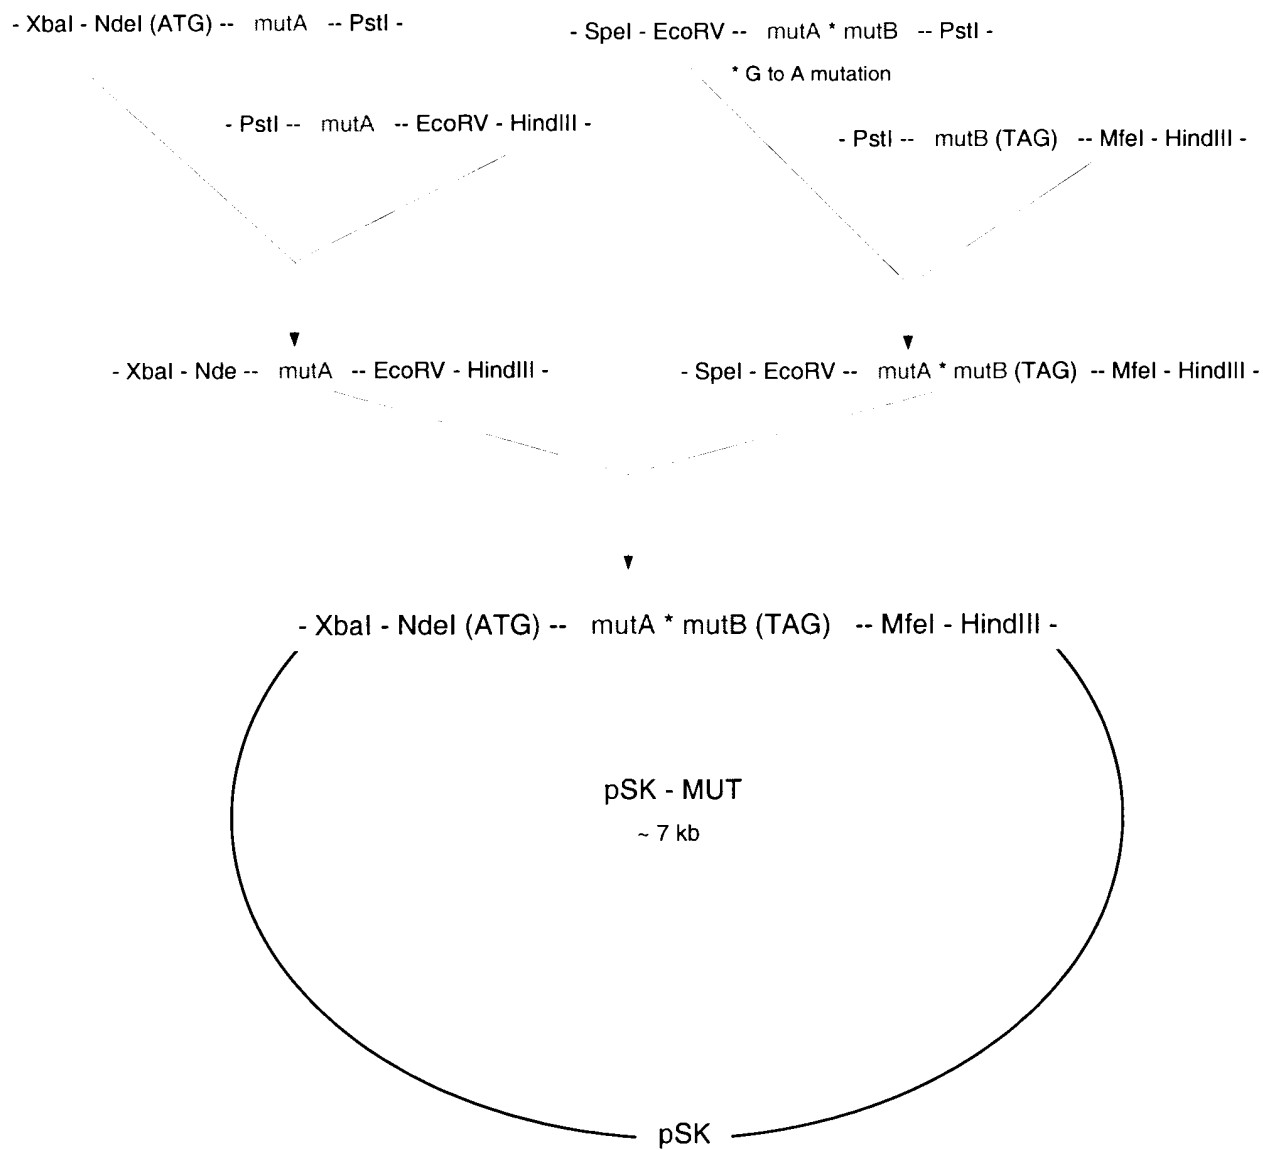 - XbaI - NdeI (ATG) -- mutA -- PstI -
- SpeI - EcoRV -- mutA * mutB -- PstI -
* G to A mutation
- PstI -- mutA -- EcoRV - HindIII -
- PstI -- mutB (TAG) -- MfeI - HindIII -
- XbaI - Nde -- mutA -- EcoRV - HindIII -
- SpeI - EcoRV -- mutA * mutB (TAG) -- MfeI - HindIII -
- XbaI - NdeI (ATG) -- mutA * mutB (TAG) -- MfeI - HindIII -
pSK - MUT
~ 7 kb
pSK